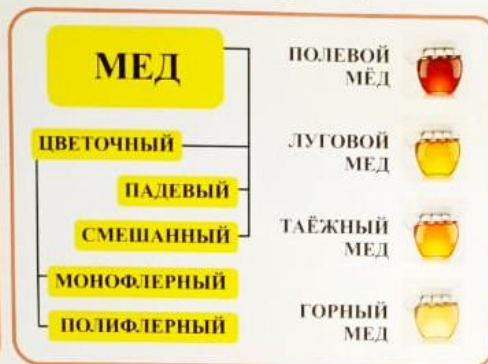 МЕД
ЦВЕТОЧНЫЙ
ПАДЕВЫЙ
СМЕШАННЫЙ
МОНОФЛЕРНЫЙ
ПОЛИФЛЕРНЫЙ
ПОЛЕВОЙ
МЁД
ЛУГОВОЙ
МЕД
ТАЁЖНЫЙ
МЕД
ГОРНЫЙ
МЕД